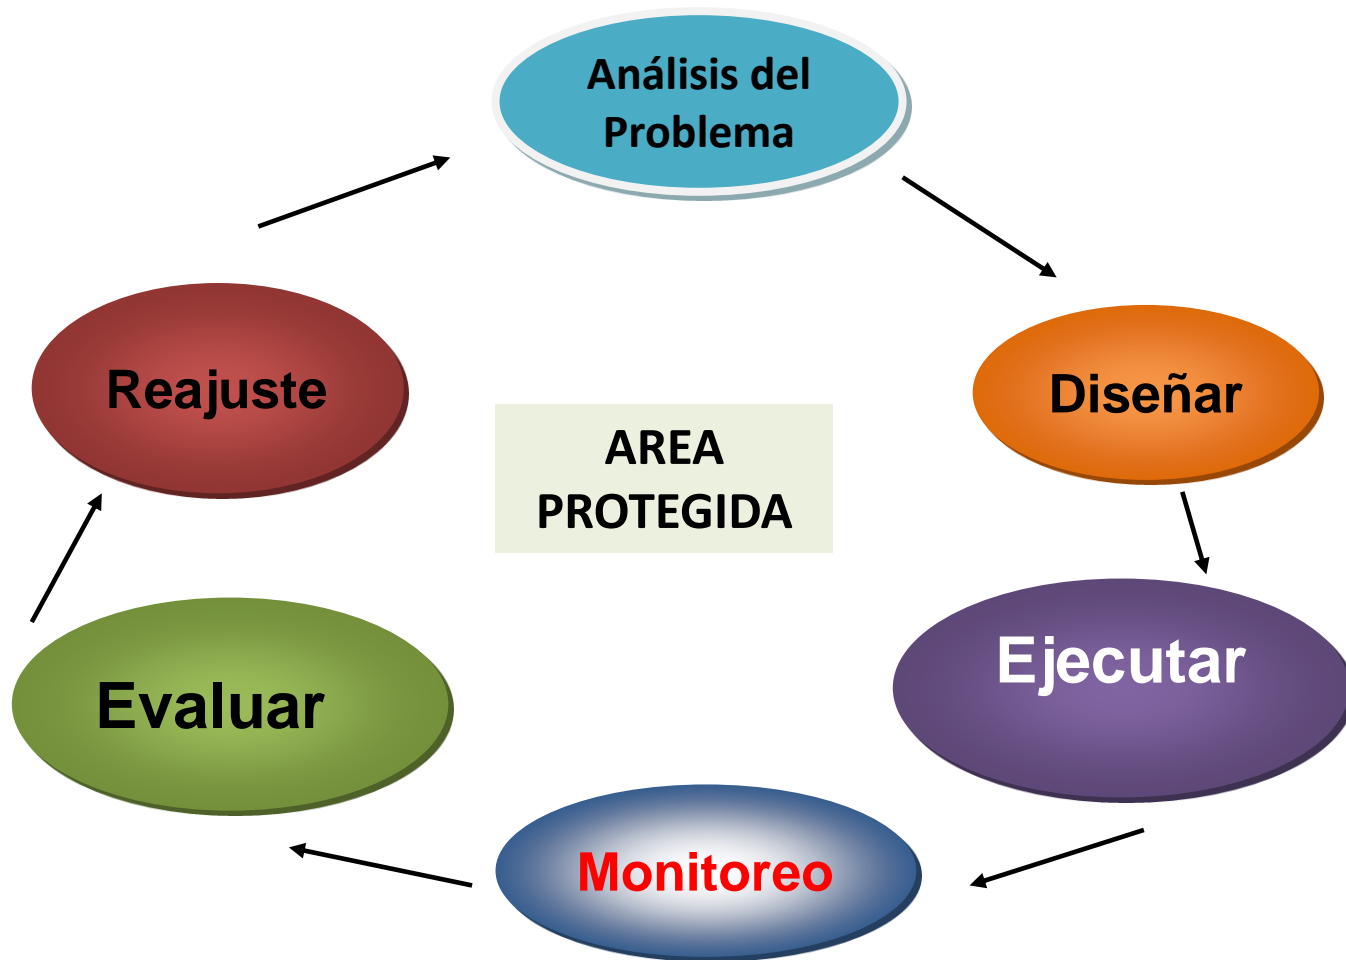 Análisis del
Problema
Reajuste
Diseñar
AREA
PROTEGIDA
Ejecutar
Evaluar
Monitoreo